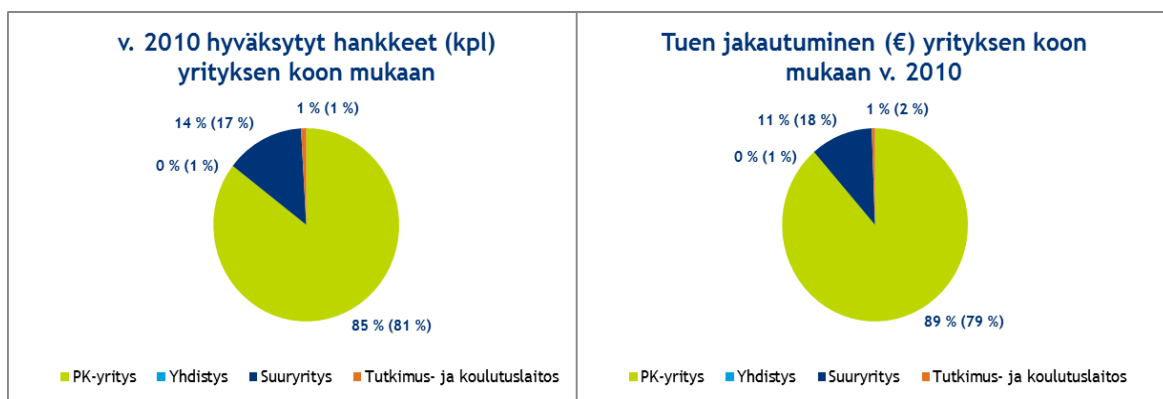 v. 2010 hyväksytyt hankkeet (kpl)
yrityksen koon mukaan
1 % (1 %)
14 % (17 %)
0 % (1 %)
85 % (81 %)
PK-yritys Yhdistys Suuryritys Tutkimus- ja koulutuslaitos
Tuen jakautuminen (€) yrityksen koon
mukaan v. 2010
1 % (2 %)
11 % (18 %)
0 % (1 %)
89 % (79 %)
PK-yritys Yhdistys Suuryritys Tutkimus- ja koulutuslaitos